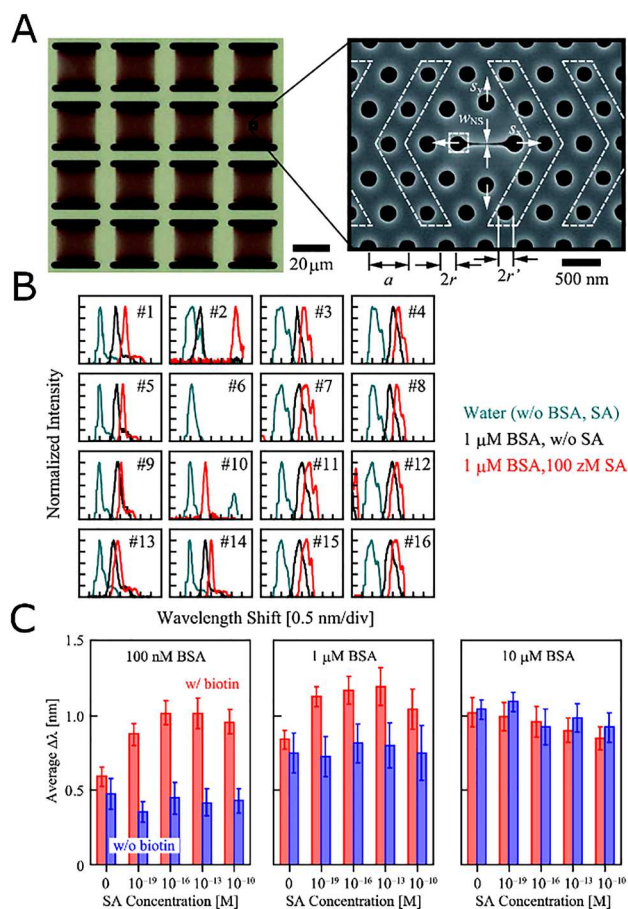 A
20 μm
s_y
w_NS
s_x
a
2r
2r'
500 nm
B
#1
#2
#3
#4
#5
#6
#7
#8
#9
#10
#11
#12
#13
#14
#15
#16
Normalized Intensity
Wavelength Shift [0.5 nm/div]
Water (w/o BSA, SA)
1 μM BSA, w/o SA
1 μM BSA,100 zM SA
C
1.5
1.0
0.5
0
Average Δλ [nm]
100 nM BSA
w/ biotin
w/o biotin
0 10⁻¹⁹ 10⁻¹⁶ 10⁻¹³ 10⁻¹⁰
SA Concentration [M]
1 μM BSA
0 10⁻¹⁹ 10⁻¹⁶ 10⁻¹³ 10⁻¹⁰
SA Concentration [M]
10 μM BSA
0 10⁻¹⁹ 10⁻¹⁶ 10⁻¹³ 10⁻¹⁰
SA Concentration [M]